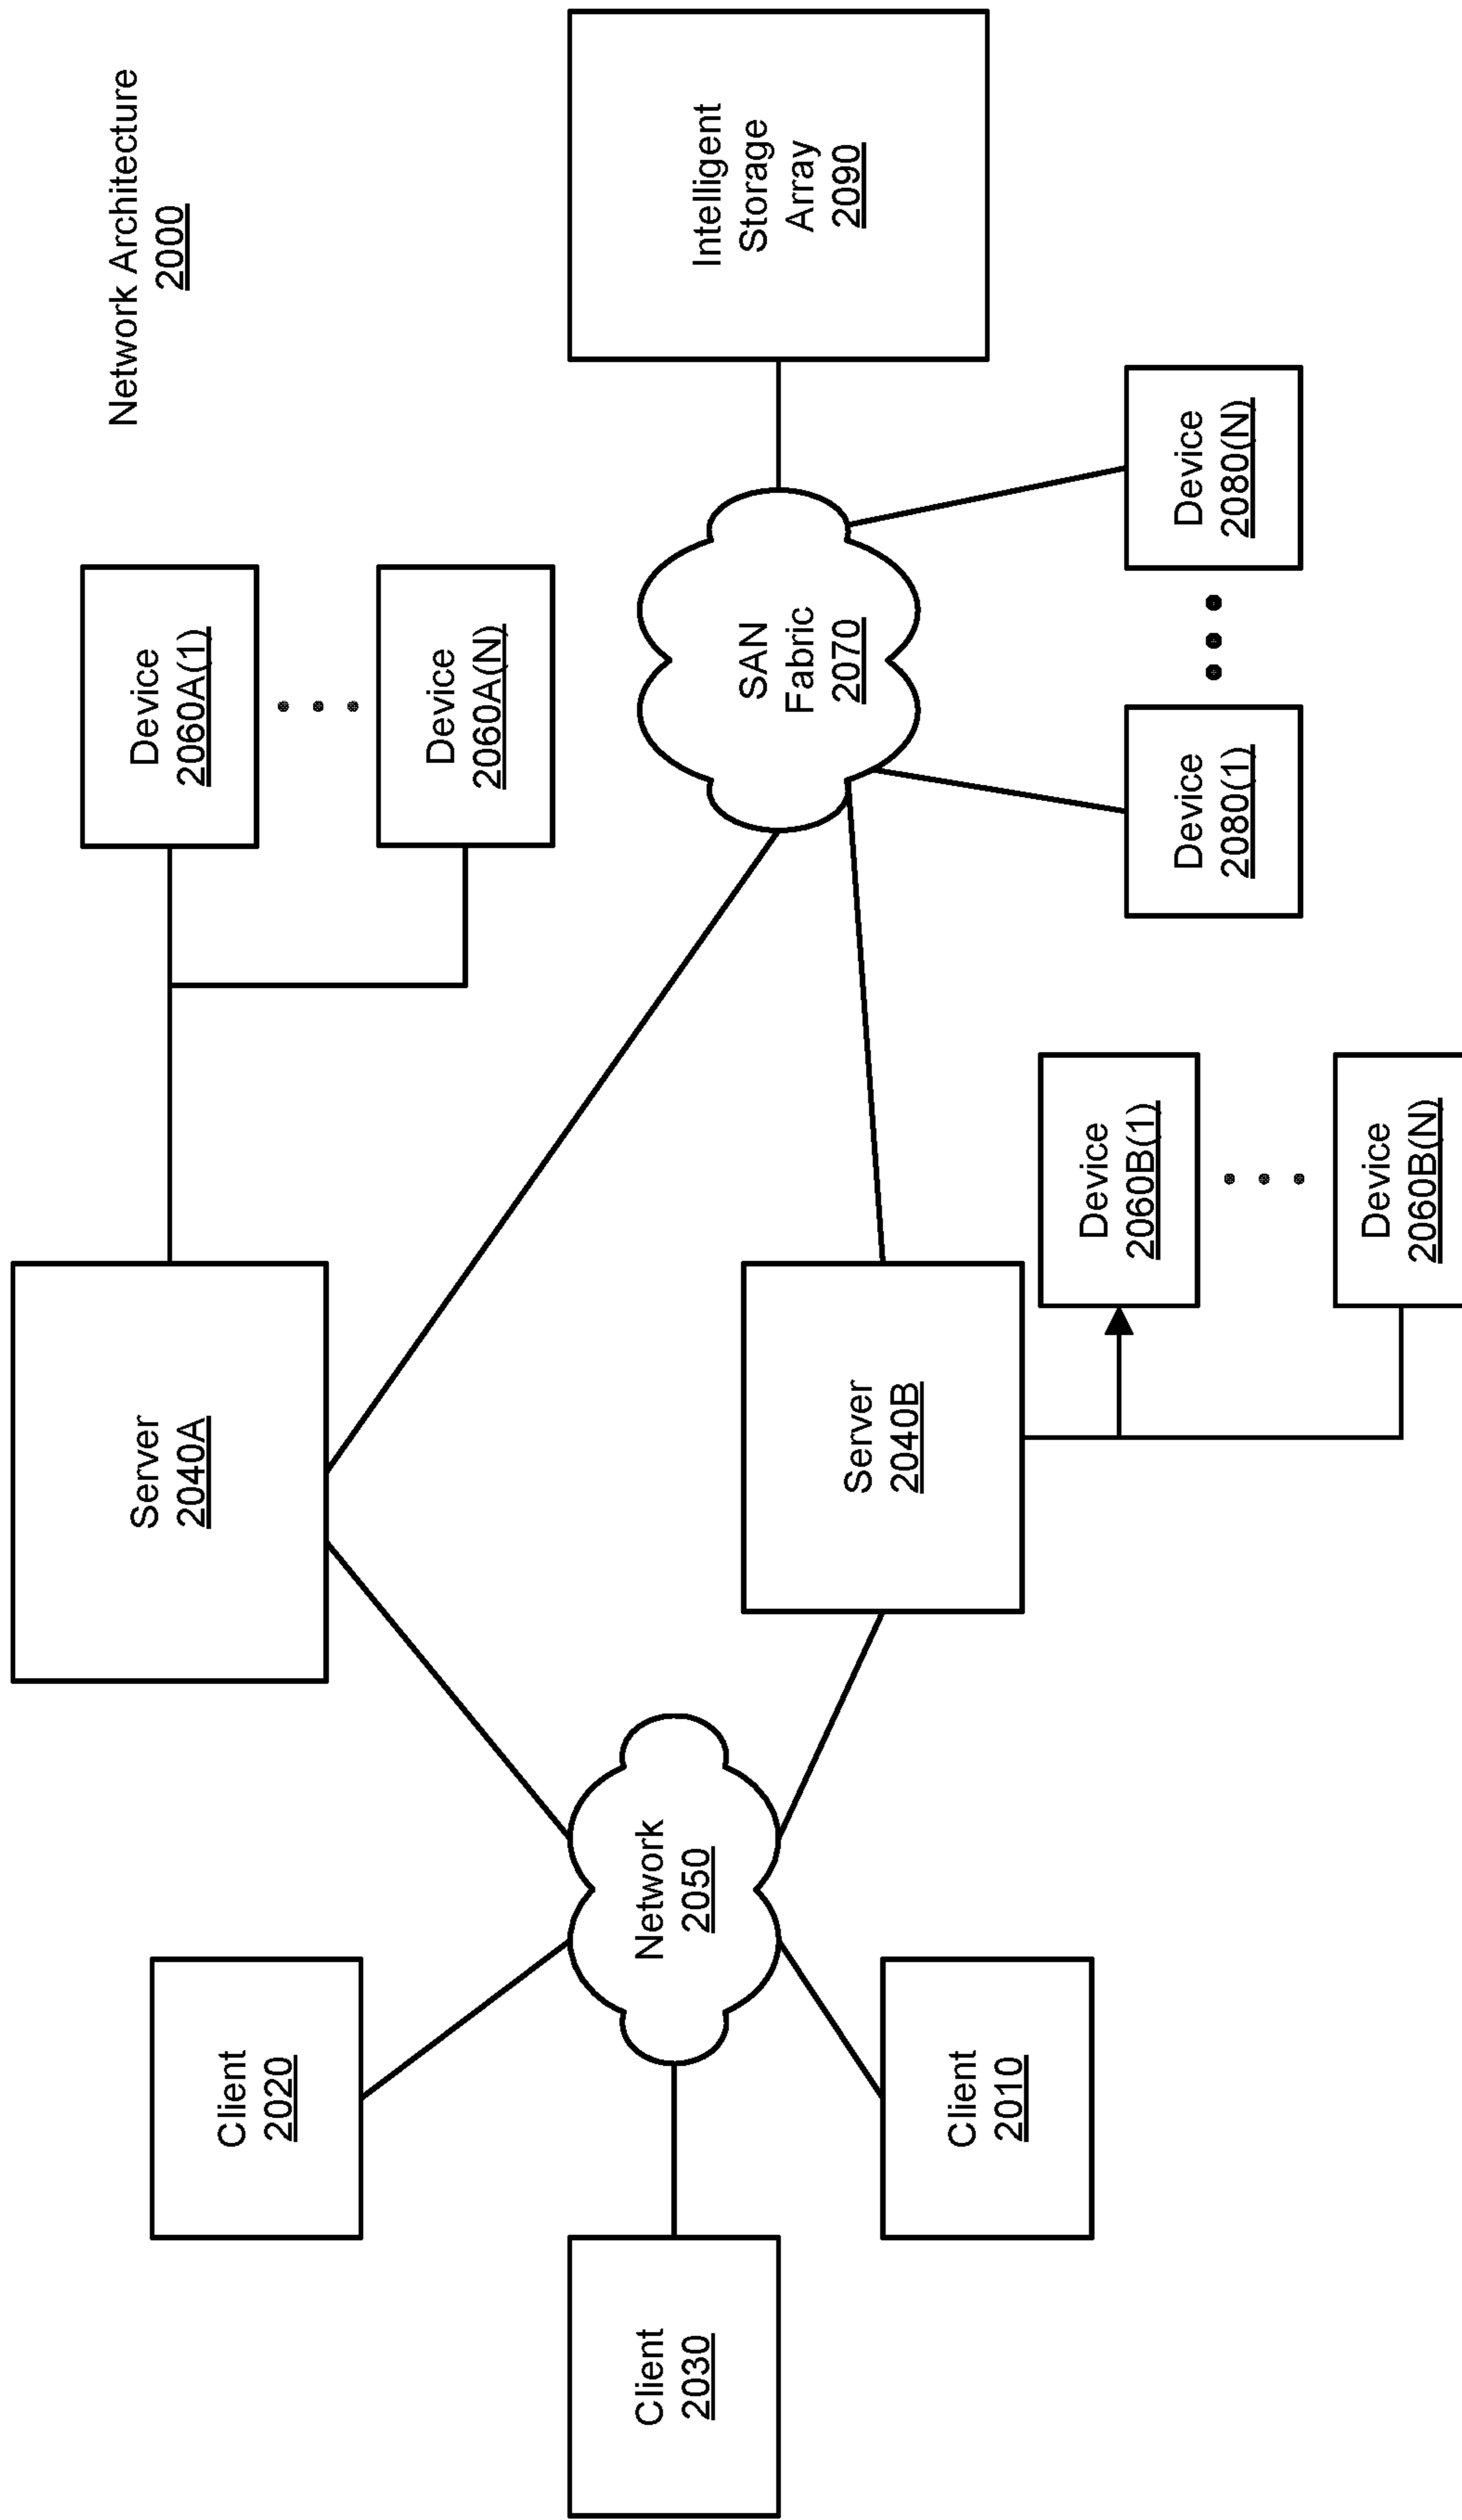 Network Architecture
2000
Device
2060A(1)
Device
2060A(N)
Intelligent
Storage
Array
2090
SAN
Fabric
2070
Device
2080(N)
Device
2080(1)
Server
2040A
Server
2040B
Device
2060B(1)
Device
2060B(N)
Network
2050
Client
2020
Client
2010
Client
2030